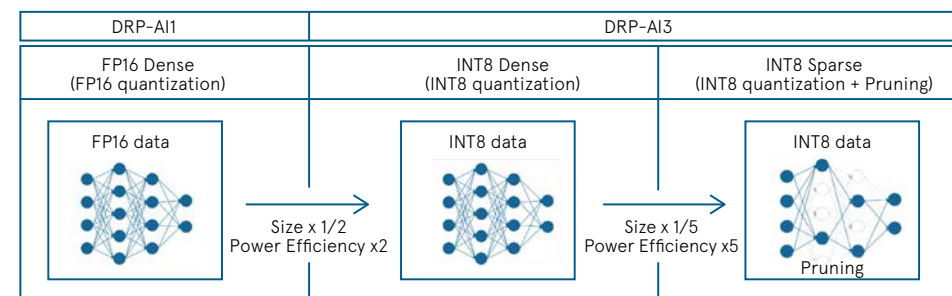 DRP-AI1
DRP-AI3
FP16 Dense
(FP16 quantization)
INT8 Dense
(INT8 quantization)
INT8 Sparse
(INT8 quantization + Pruning)
FP16 data
INT8 data
INT8 data
Size x 1/2
Power Efficiency x2
Size x 1/5
Power Efficiency x5
Pruning